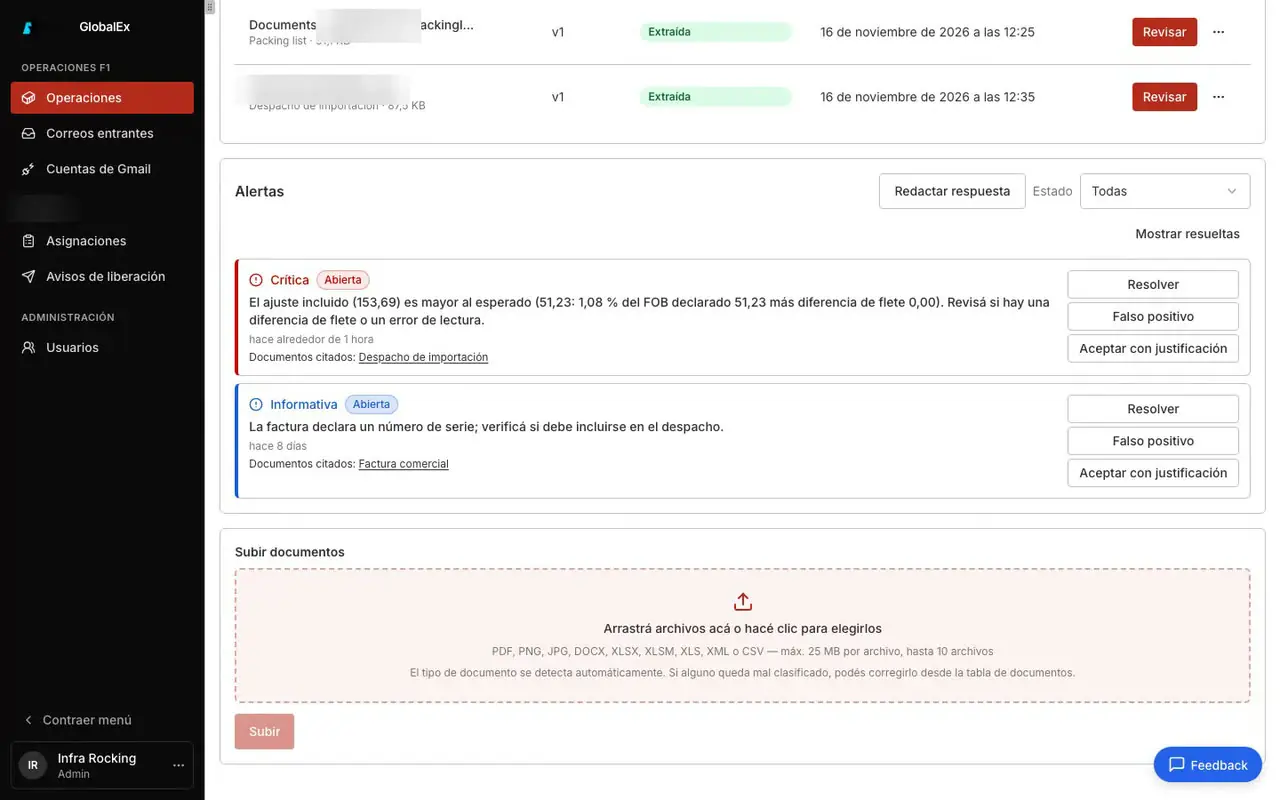 GlobalEx
OPERACIONES F1
Operaciones
Correos entrantes
Cuentas de Gmail
Asignaciones
Avisos de liberación
ADMINISTRACIÓN
Usuarios
Contraer menú
IR
Infra Rocking
Admin
Documents
ackingl...
Packing list ·
v1
Extraída
16 de noviembre de 2026 a las 12:25
Revisar
Despacho de importación · 87,5 KB
v1
Extraída
16 de noviembre de 2026 a las 12:35
Revisar
Alertas
Redactar respuesta
Estado
Todas
Mostrar resueltas
Crítica
Abierta
El ajuste incluido (153,69) es mayor al esperado (51,23: 1,08 % del FOB declarado 51,23 más diferencia de flete 0,00). Revisá si hay una
diferencia de flete o un error de lectura.
hace alrededor de 1 hora
Documentos citados: Despacho de importación
Resolver
Falso positivo
Aceptar con justificación
Informativa
Abierta
La factura declara un número de serie; verificá si debe incluirse en el despacho.
hace 8 días
Documentos citados: Factura comercial
Resolver
Falso positivo
Aceptar con justificación
Subir documentos
Arrastrá archivos acá o hacé clic para elegirlos
PDF, PNG, JPG, DOCX, XLSX, XLSM, XLS, XML o CSV — máx. 25 MB por archivo, hasta 10 archivos
El tipo de documento se detecta automáticamente. Si alguno queda mal clasificado, podés corregirlo desde la tabla de documentos.
Subir
Feedback